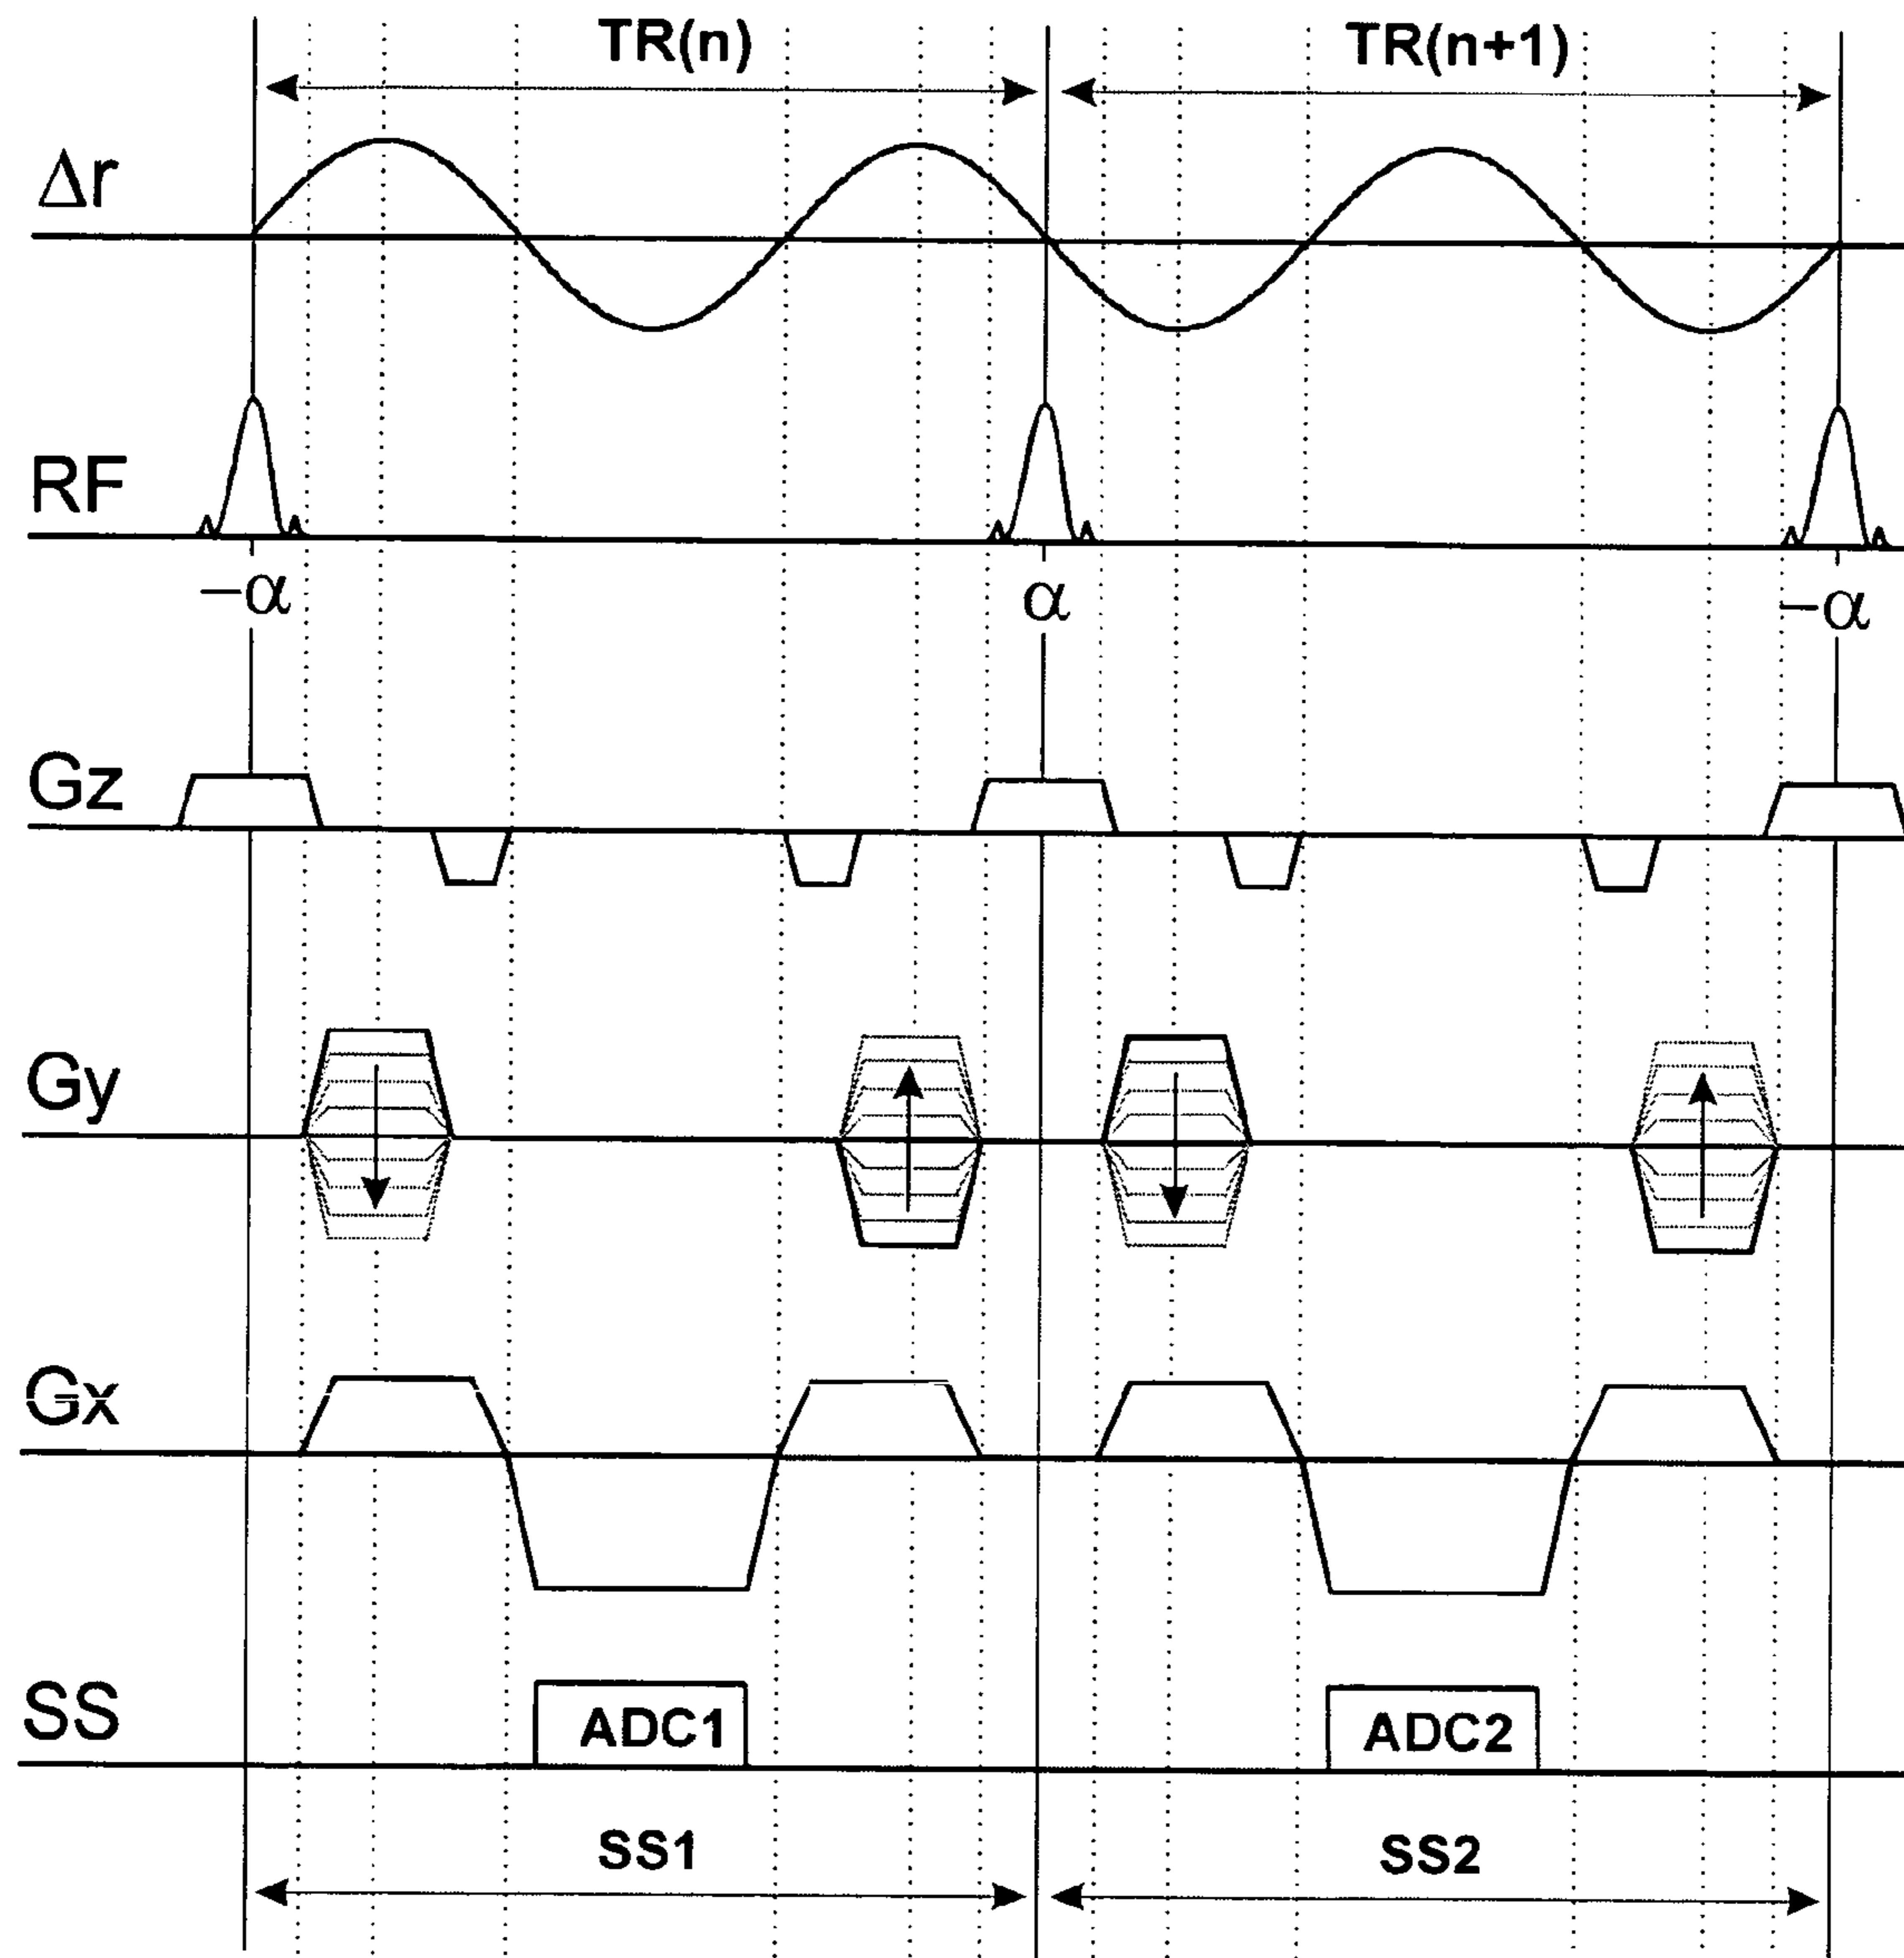 TR(n)
TR(n+1)
Δr
RF
−α
α
−α
Gz
Gy
Gx
SS
ADC1
ADC2
SS1
SS2